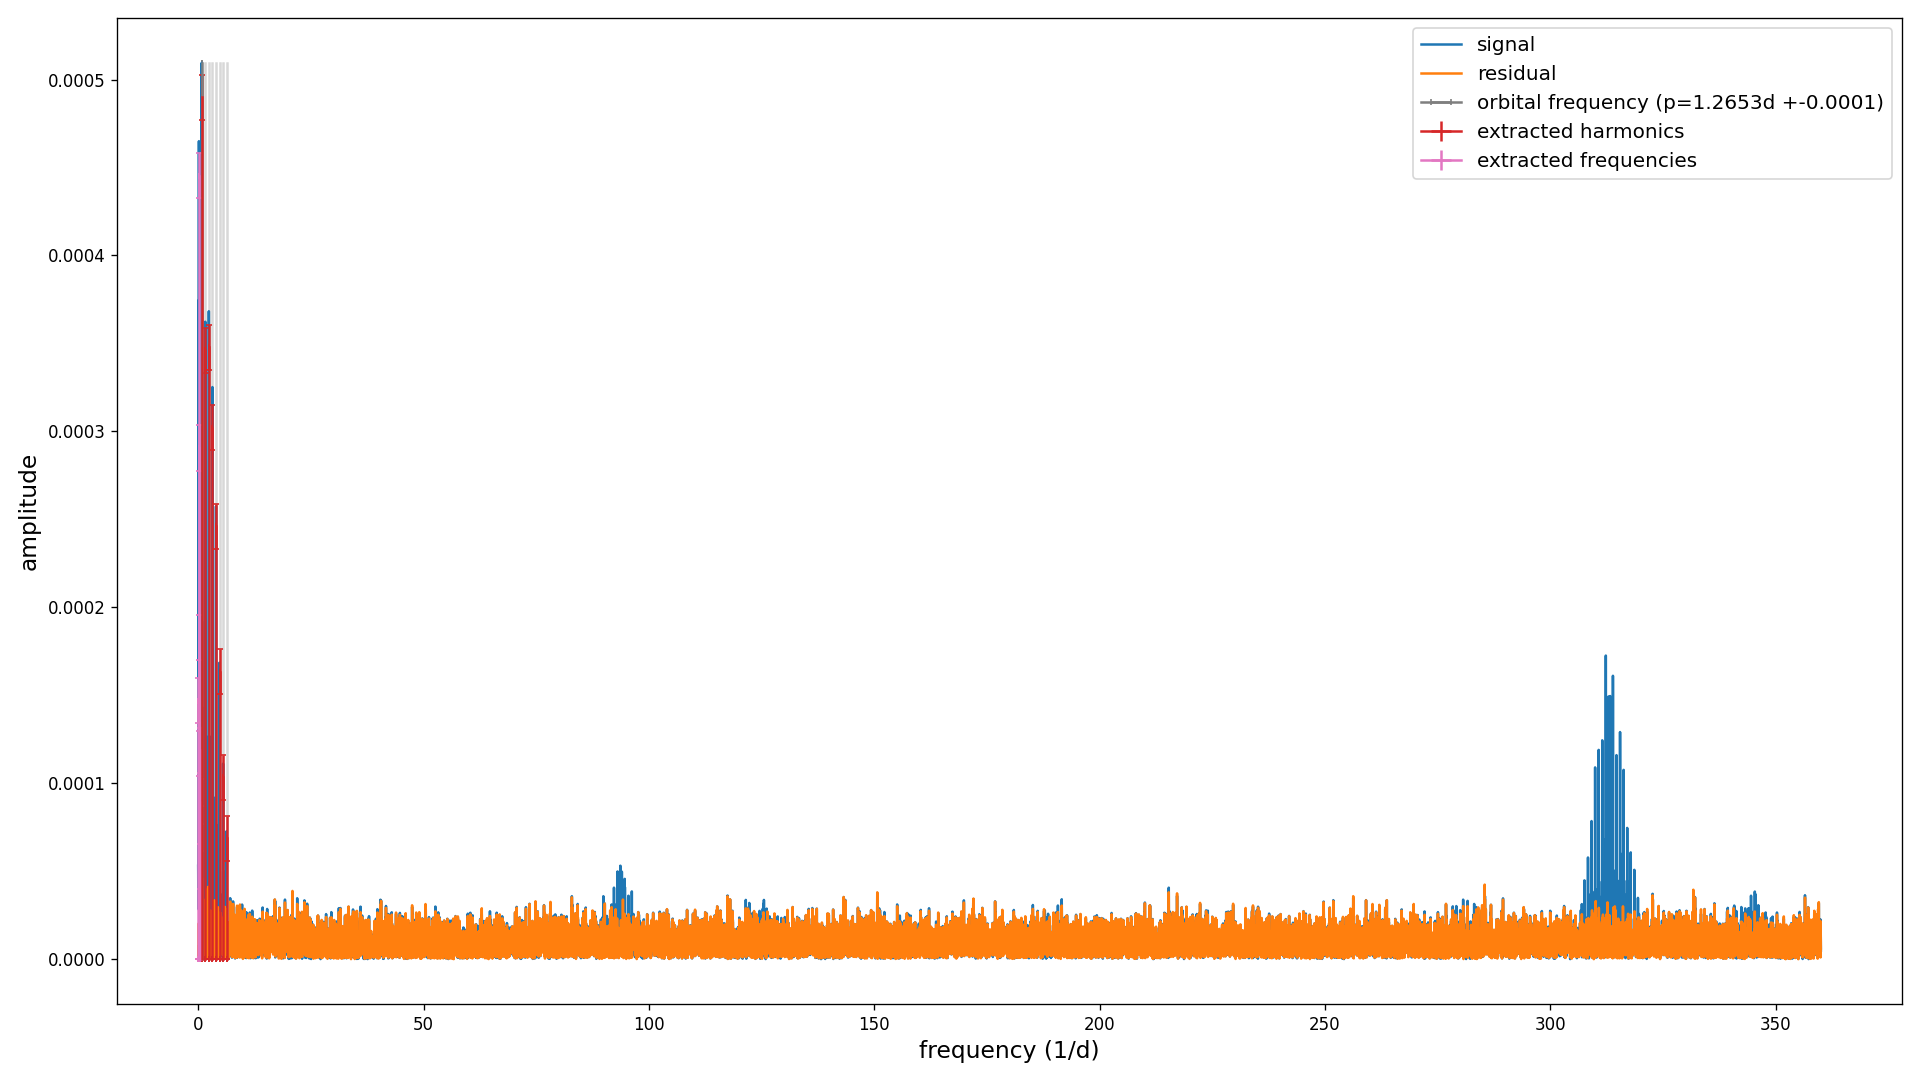 signal
residual
orbital frequency (p=1.2653d +-0.0001)
extracted harmonics
extracted frequencies
0.0005
0.0004
0.0003
0.0002
0.0001
0.0000
amplitude
0 50 100 150 200 250 300 350
frequency (1/d)